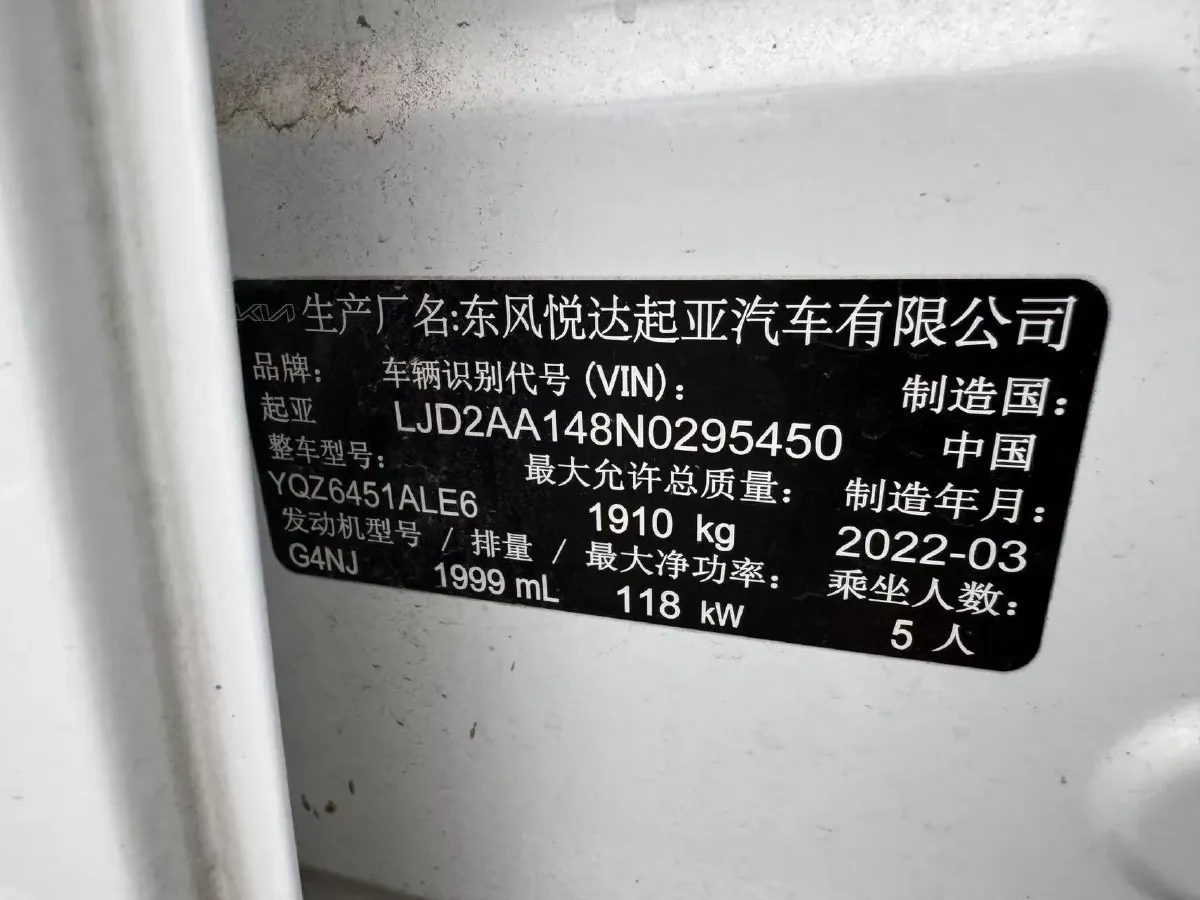 KIA 生产厂名:东风悦达起亚汽车有限公司
品牌: 车辆识别代号 (VIN): 制造国:
起亚 LJD2AA148N0295450 中国
整车型号: 最大允许总质量: 制造年月:
YQZ6451ALE6 1910 kg 2022-03
发动机型号 / 排量 / 最大净功率: 乘坐人数:
G4NJ 1999 mL 118 kW 5 人